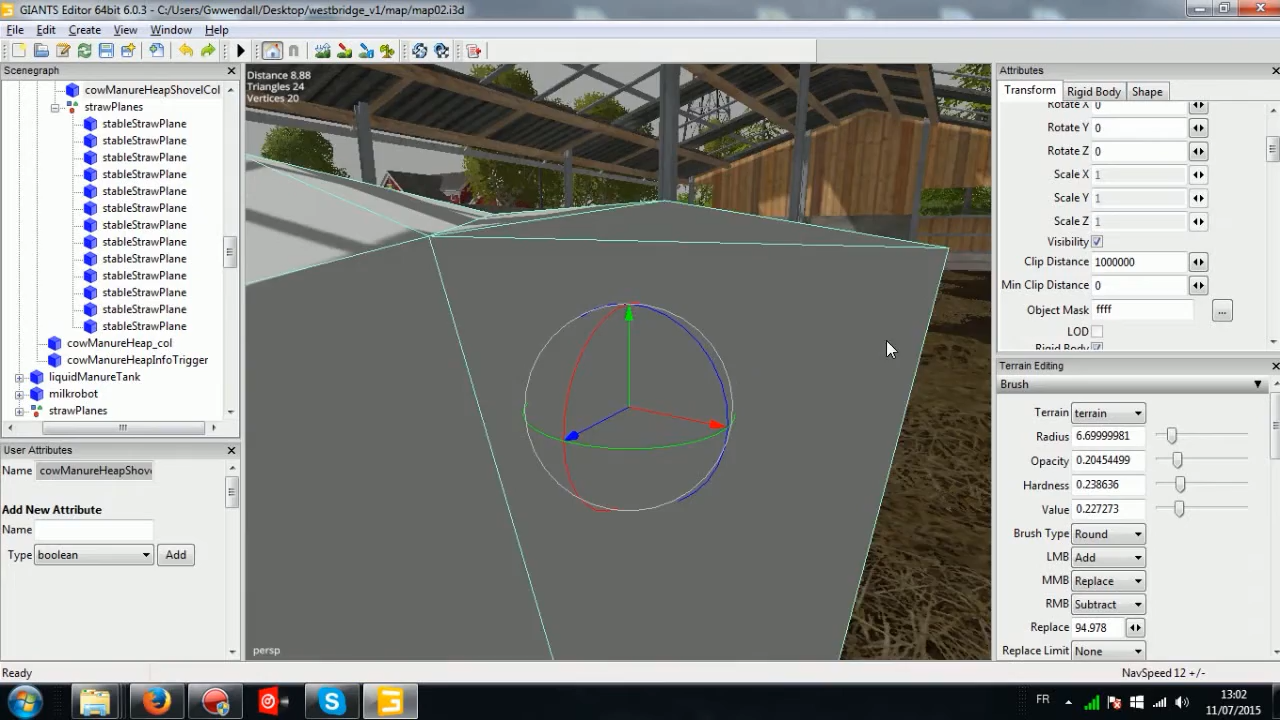 GIANTS Editor 64bit 6.0.3 - C:/Users/Gwwendall/Desktop/westbridge_v1/map/map02.i3d
File Edit Create View Window Help
Scenegraph
cowManureHeapShovelCol
strawPlanes
stableStrawPlane
stableStrawPlane
stableStrawPlane
stableStrawPlane
stableStrawPlane
stableStrawPlane
stableStrawPlane
stableStrawPlane
stableStrawPlane
stableStrawPlane
stableStrawPlane
stableStrawPlane
stableStrawPlane
cowManureHeap_col
cowManureHeapInfoTrigger
liquidManureTank
milkrobot
strawPlanes
User Attributes
Name cowManureHeapShov
Add New Attribute
Name
Type boolean Add
Distance 8.88
Triangles 24
Vertices 20
persp
Attributes
Transform Rigid Body Shape
Rotate X 0
Rotate Y 0
Rotate Z 0
Scale X 1
Scale Y 1
Scale Z 1
Visibility
Clip Distance 1000000
Min Clip Distance 0
Object Mask ffff ...
LOD
Rigid Body
Terrain Editing
Brush
Terrain terrain
Radius 6.69999981
Opacity 0.20454499
Hardness 0.238636
Value 0.227273
Brush Type Round
LMB Add
MMB Replace
RMB Subtract
Replace 94.978
Replace Limit None
Ready
NavSpeed 12 +/-
FR
13:02
11/07/2015